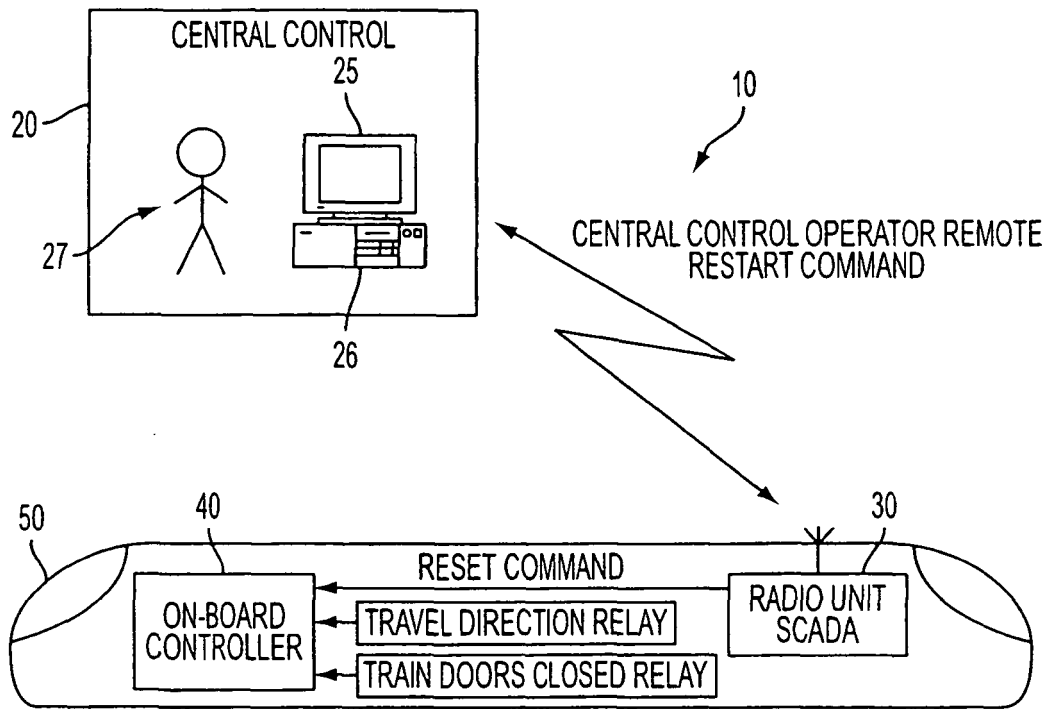 CENTRAL CONTROL
25
10
20
27
26
CENTRAL CONTROL OPERATOR REMOTE
RESTART COMMAND
50
40
30
RESET COMMAND
ON-BOARD
CONTROLLER
TRAVEL DIRECTION RELAY
TRAIN DOORS CLOSED RELAY
RADIO UNIT
SCADA